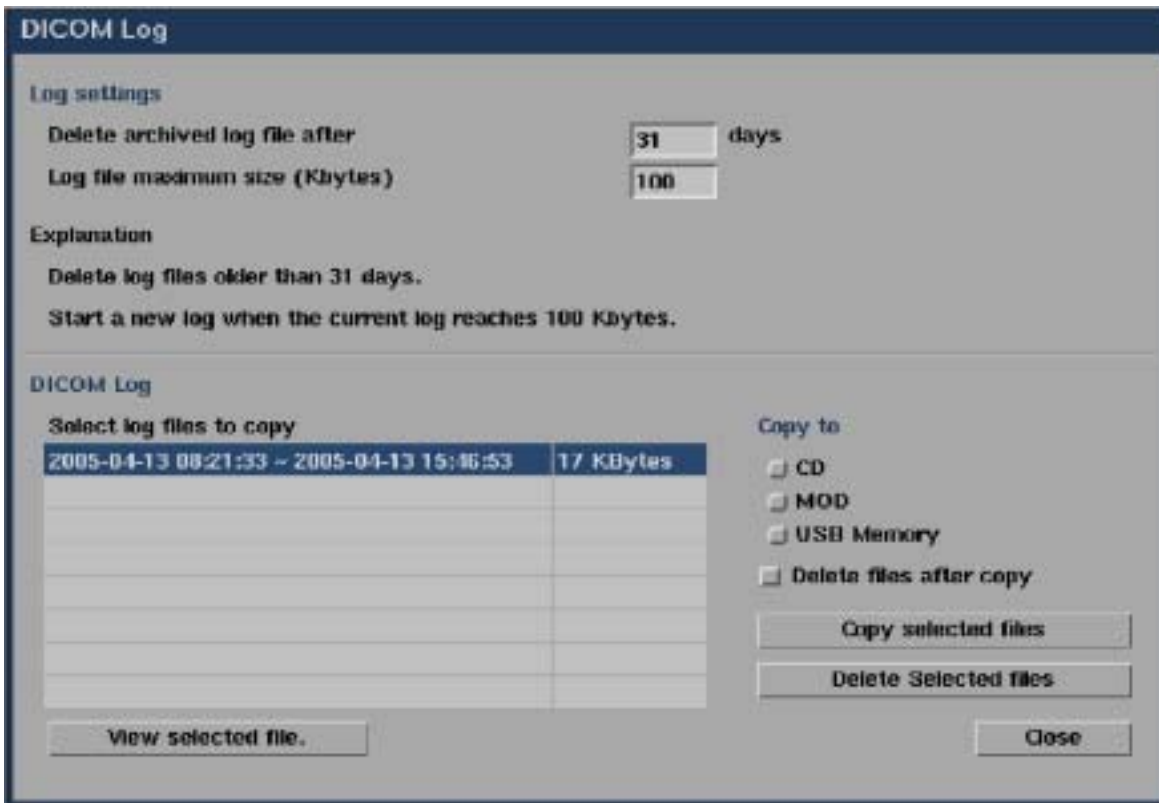 DICOM Log
Log settings
Delete archived log file after 31 days
Log file maximum size (Kbytes) 100
Explanation
Delete log files older than 31 days.
Start a new log when the current log reaches 100 Kbytes.
DICOM Log
Select log files to copy
2005-04-13 08:21:33 ~ 2005-04-13 15:46:53 17 KBytes
Copy to
CD
MOD
USB Memory
Delete files after copy
Copy selected files
Delete Selected files
View selected file.
Close